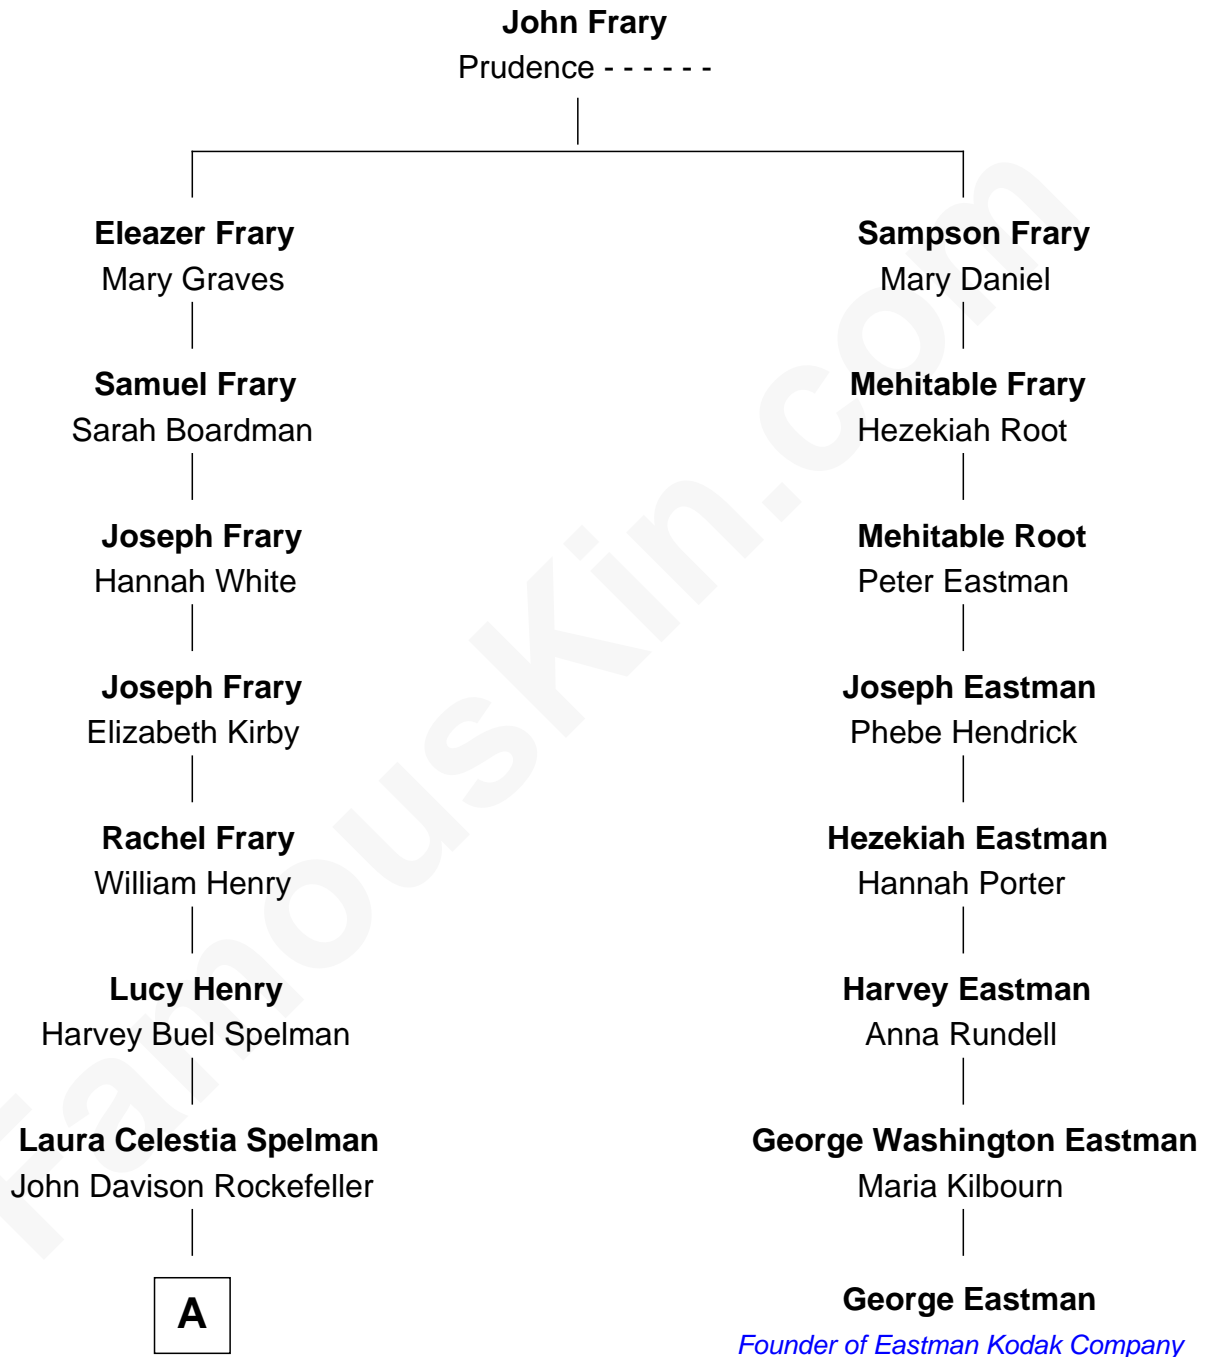 John Frary
Prudence - - - - - -
Eleazer Frary
Mary Graves
Sampson Frary
Mary Daniel
Samuel Frary
Sarah Boardman
Mehitable Frary
Hezekiah Root
Joseph Frary
Hannah White
Mehitable Root
Peter Eastman
Joseph Frary
Elizabeth Kirby
Joseph Eastman
Phebe Hendrick
Rachel Frary
William Henry
Hezekiah Eastman
Hannah Porter
Lucy Henry
Harvey Buel Spelman
Harvey Eastman
Anna Rundell
Laura Celestia Spelman
John Davison Rockefeller
George Washington Eastman
Maria Kilbourn
A
George Eastman
Founder of Eastman Kodak Company
FamousKin.com